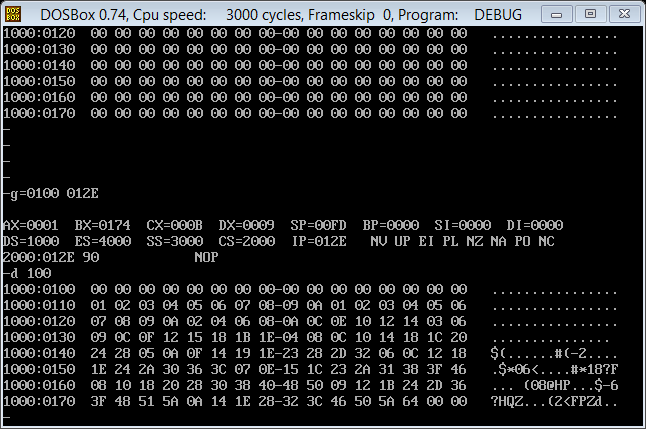 DOSBox 0.74, Cpu speed: 3000 cycles, Frameskip 0, Program: DEBUG
1000:0120 00 00 00 00 00 00 00 00-00 00 00 00 00 00 00 00 ................
1000:0130 00 00 00 00 00 00 00 00-00 00 00 00 00 00 00 00 ................
1000:0140 00 00 00 00 00 00 00 00-00 00 00 00 00 00 00 00 ................
1000:0150 00 00 00 00 00 00 00 00-00 00 00 00 00 00 00 00 ................
1000:0160 00 00 00 00 00 00 00 00-00 00 00 00 00 00 00 00 ................
1000:0170 00 00 00 00 00 00 00 00-00 00 00 00 00 00 00 00 ................
-
-
-
-
-g=0100 012E
AX=0001 BX=0174 CX=000B DX=0009 SP=00FD BP=0000 SI=0000 DI=0000
DS=1000 ES=4000 SS=3000 CS=2000 IP=012E NV UP EI PL NZ NA PO NC
2000:012E 90 NOP
-d 100
1000:0100 00 00 00 00 00 00 00 00-00 00 00 00 00 00 00 00 ................
1000:0110 01 02 03 04 05 06 07 08-09 0A 01 02 03 04 05 06 ................
1000:0120 07 08 09 0A 02 04 06 08-0A 0C 0E 10 12 14 03 06 ................
1000:0130 09 0C 0F 12 15 18 1B 1E-04 08 0C 10 14 18 1C 20 ...............
1000:0140 24 28 05 0A 0F 14 19 1E-23 28 2D 32 06 0C 12 18 $(......#(-2....
1000:0150 1E 24 2A 30 36 3C 07 0E-15 1C 23 2A 31 38 3F 46 .$*06<....#*18?F
1000:0160 08 10 18 20 28 30 38 40-48 50 09 12 1B 24 2D 36 ... (08@HP...$-6
1000:0170 3F 48 51 5A 0A 14 1E 28-32 3C 46 50 5A 64 00 00 ?HQZ...(2<FPZd..
-